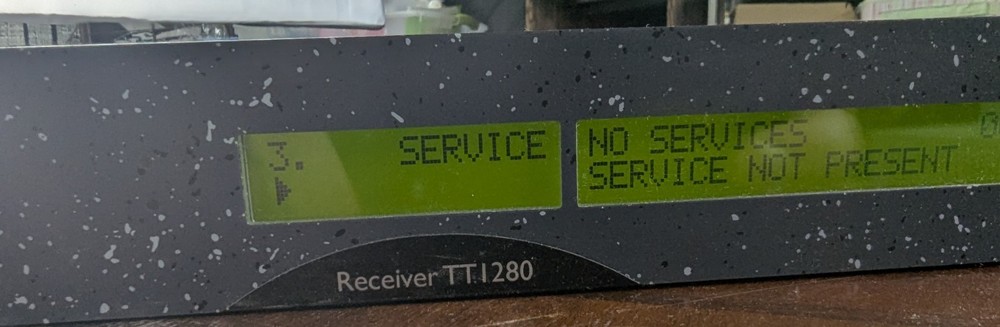 3. SERVICE
NO SERVICES
SERVICE NOT PRESENT
Receiver TT1280